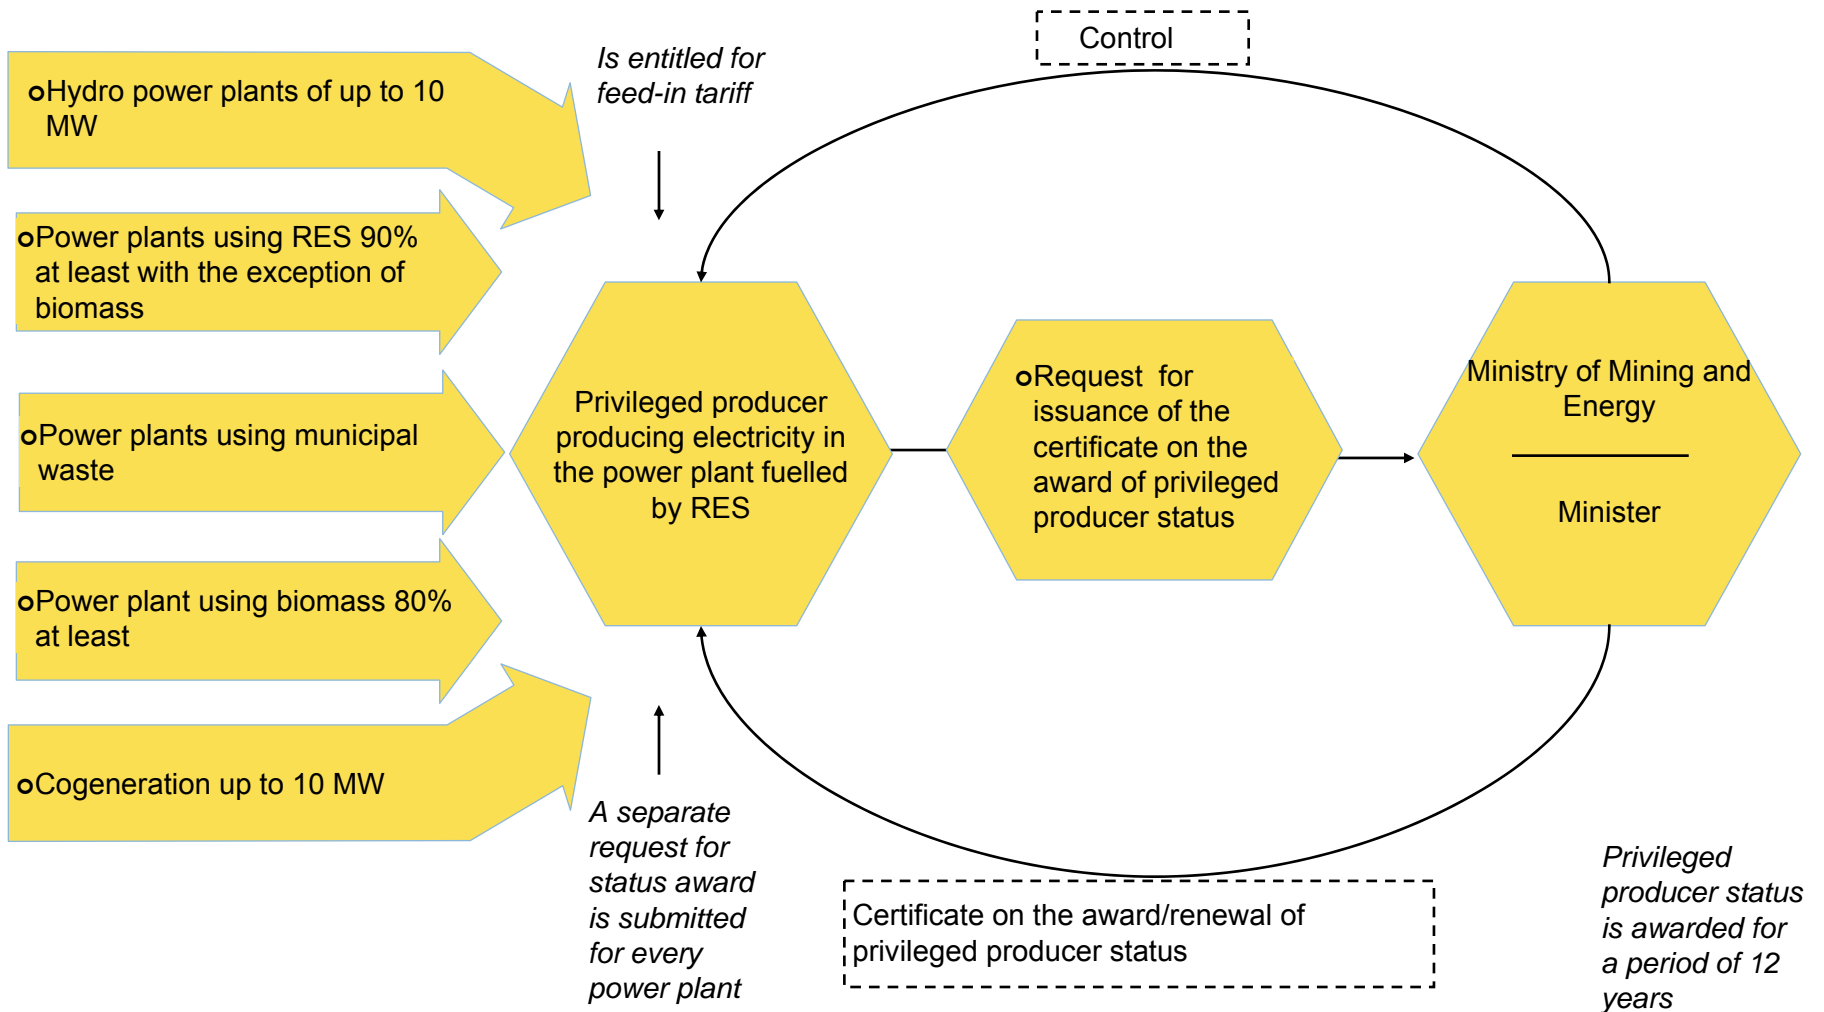 Control
Is entitled for
feed-in tariff
Hydro power plants of up to 10
MW
Power plants using RES 90%
at least with the exception of
biomass
Power plants using municipal
waste
Power plant using biomass 80%
at least
Cogeneration up to 10 MW
Privileged producer
producing electricity in
the power plant fuelled
by RES
Request for
issuance of the
certificate on the
award of privileged
producer status
Ministry of Mining and
Energy
Minister
A separate
request for
status award
is submitted
for every
power plant
Certificate on the award/renewal of
privileged producer status
Privileged
producer status
is awarded for
a period of 12
years